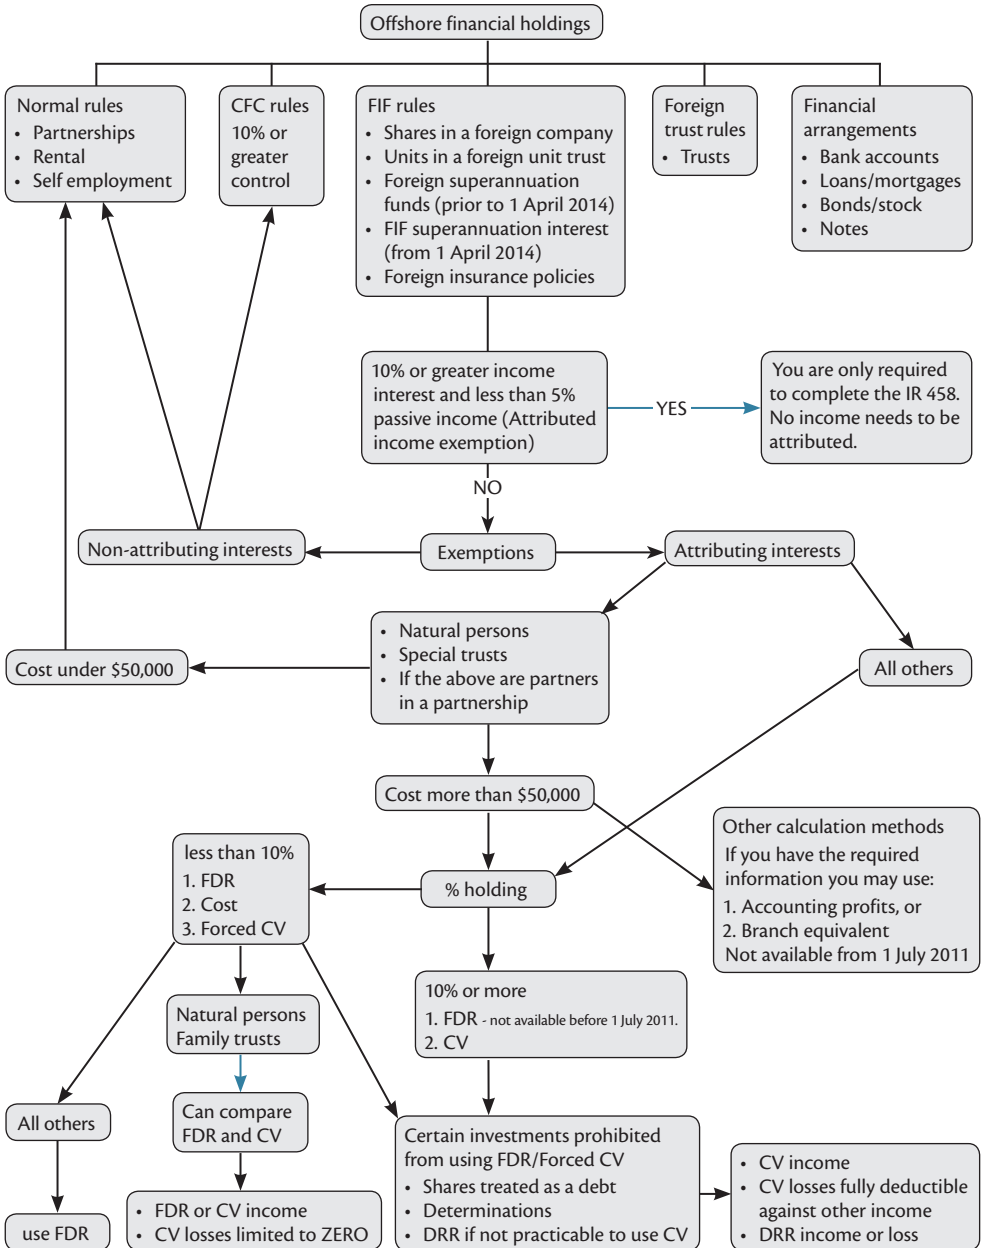 Offshore financial holdings
Normal rules
• Partnerships
• Rental
• Self employment
CFC rules
10% or
greater
control
FIF rules
• Shares in a foreign company
• Units in a foreign unit trust
• Foreign superannuation
funds (prior to 1 April 2014)
• FIF superannuation interest
(from 1 April 2014)
• Foreign insurance policies
Foreign
trust rules
• Trusts
Financial
arrangements
• Bank accounts
• Loans/mortgages
• Bonds/stock
• Notes
10% or greater income
interest and less than 5%
passive income (Attributed
income exemption)
YES
You are only required
to complete the IR 458.
No income needs to be
attributed.
NO
Non-attributing interests
Exemptions
Attributing interests
• Natural persons
• Special trusts
• If the above are partners
in a partnership
Cost under $50,000
All others
Cost more than $50,000
Other calculation methods
If you have the required
information you may use:
1. Accounting profits, or
2. Branch equivalent
Not available from 1 July 2011
less than 10%
1. FDR
2. Cost
3. Forced CV
% holding
10% or more
1. FDR - not available before 1 July 2011.
2. CV
Natural persons
Family trusts
All others
Can compare
FDR and CV
Certain investments prohibited
from using FDR/Forced CV
• Shares treated as a debt
• Determinations
• DRR if not practicable to use CV
• CV income
• CV losses fully deductible
against other income
• DRR income or loss
use FDR
• FDR or CV income
• CV losses limited to ZERO